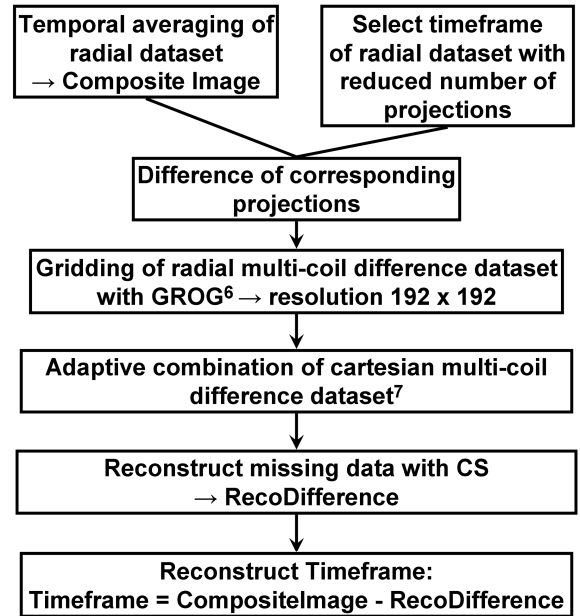 Temporal averaging of
radial dataset
→ Composite Image
Select timeframe
of radial dataset with
reduced number of
projections
Difference of corresponding
projections
Gridding of radial multi-coil difference dataset
with GROG⁶ → resolution 192 x 192
Adaptive combination of cartesian multi-coil
difference dataset⁷
Reconstruct missing data with CS
→ RecoDifference
Reconstruct Timeframe:
Timeframe = CompositeImage - RecoDifference